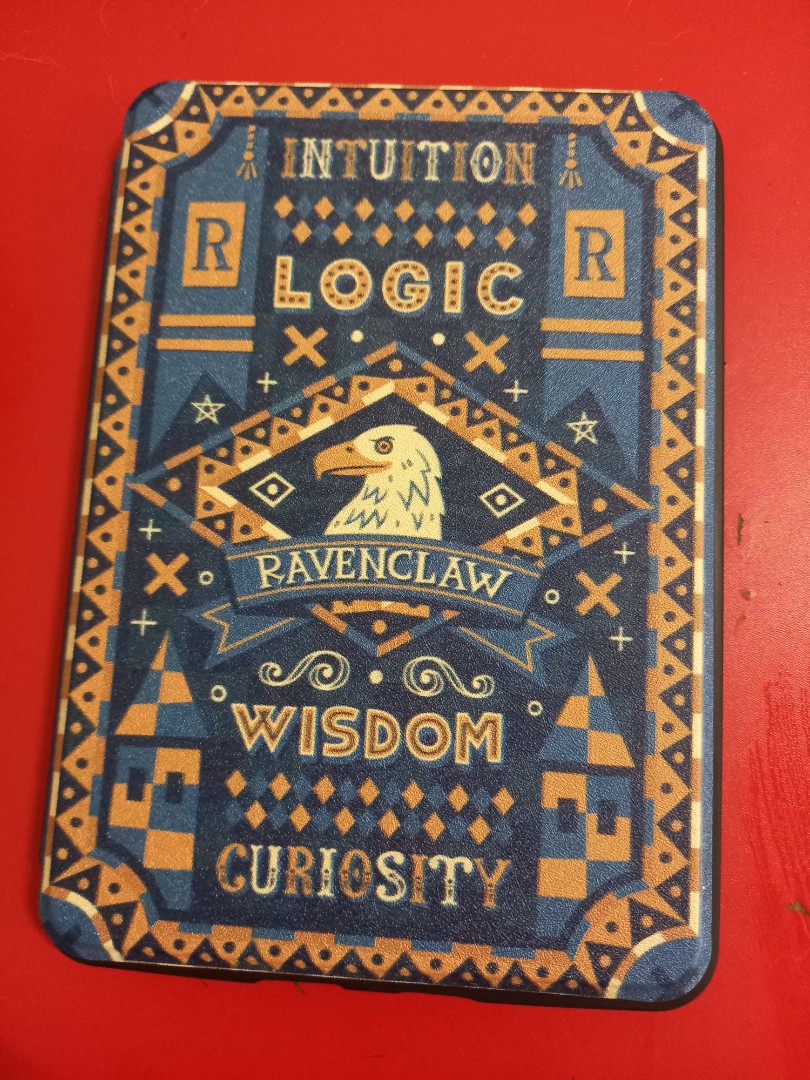 INTUITION
R R
LOGIC
RAVENCLAW
WISDOM
CURIOSITY